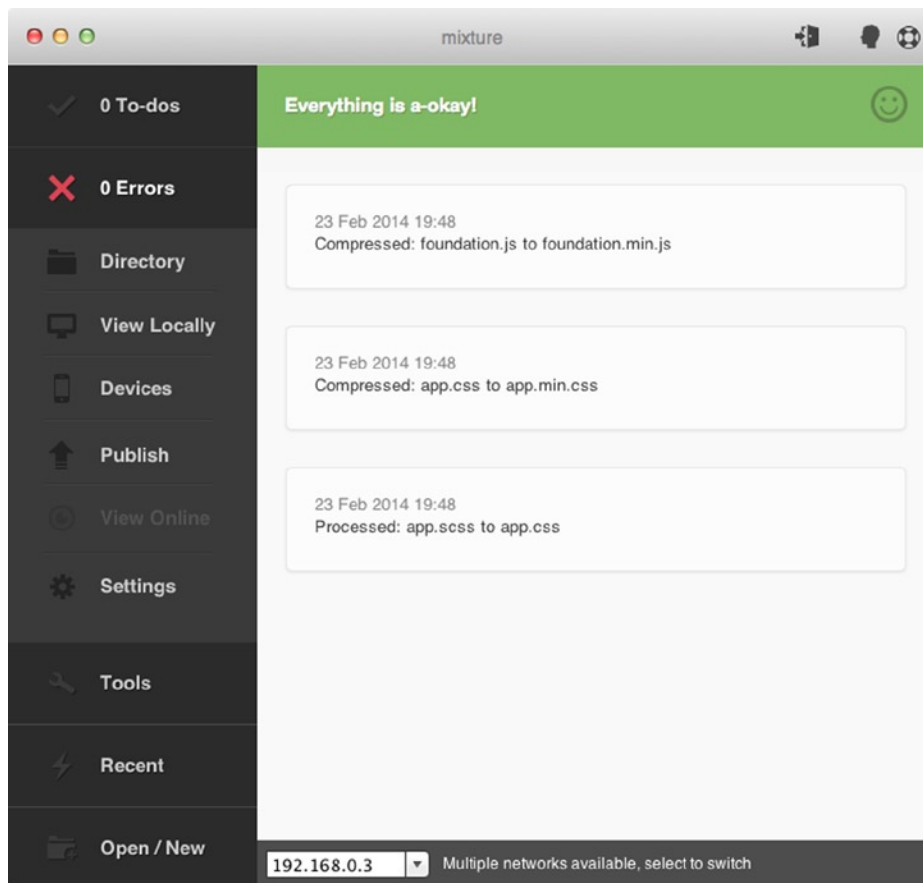 mixture
0 To-dos
0 Errors
Directory
View Locally
Devices
Publish
View Online
Settings
Tools
Recent
Open / New
Everything is a-okay!
23 Feb 2014 19:48
Compressed: foundation.js to foundation.min.js
23 Feb 2014 19:48
Compressed: app.css to app.min.css
23 Feb 2014 19:48
Processed: app.scss to app.css
192.168.0.3 Multiple networks available, select to switch